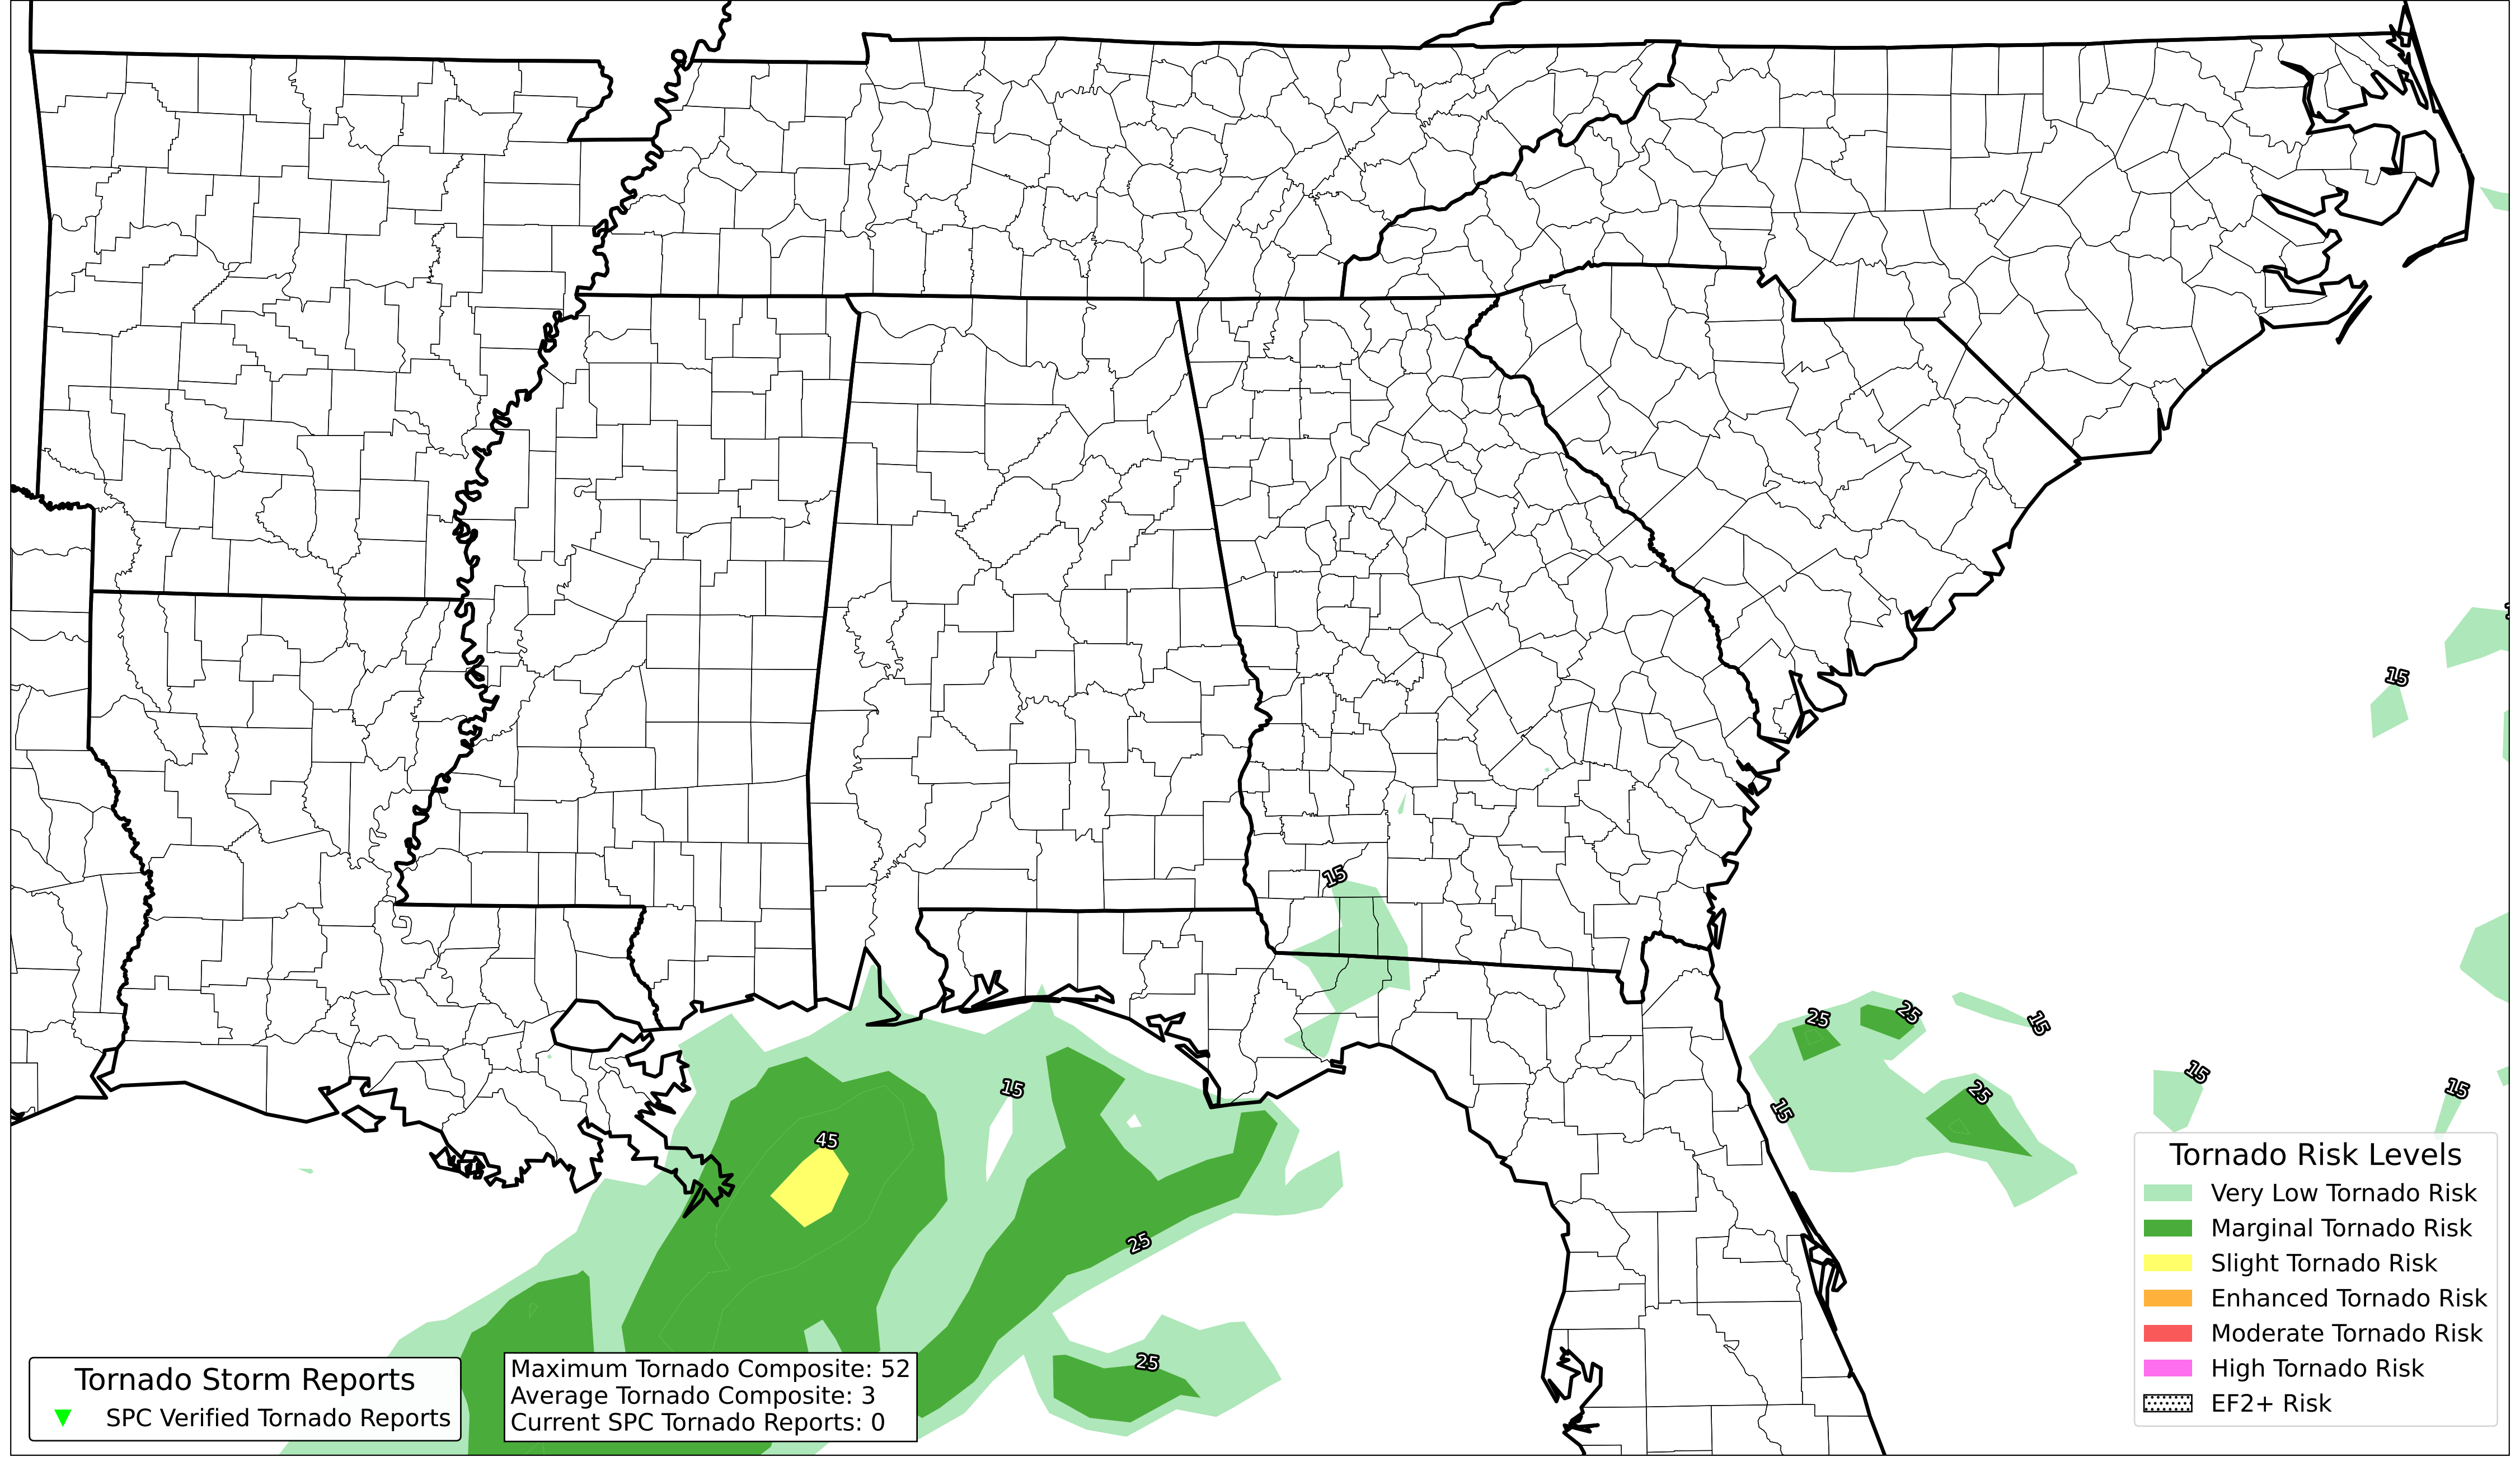 15
15
25
25
15
15
15
15
25
15
45
25
25
Tornado Risk Levels
Very Low Tornado Risk
Marginal Tornado Risk
Slight Tornado Risk
Enhanced Tornado Risk
Moderate Tornado Risk
High Tornado Risk
EF2+ Risk
Tornado Storm Reports
SPC Verified Tornado Reports
Maximum Tornado Composite: 52
Average Tornado Composite: 3
Current SPC Tornado Reports: 0
15